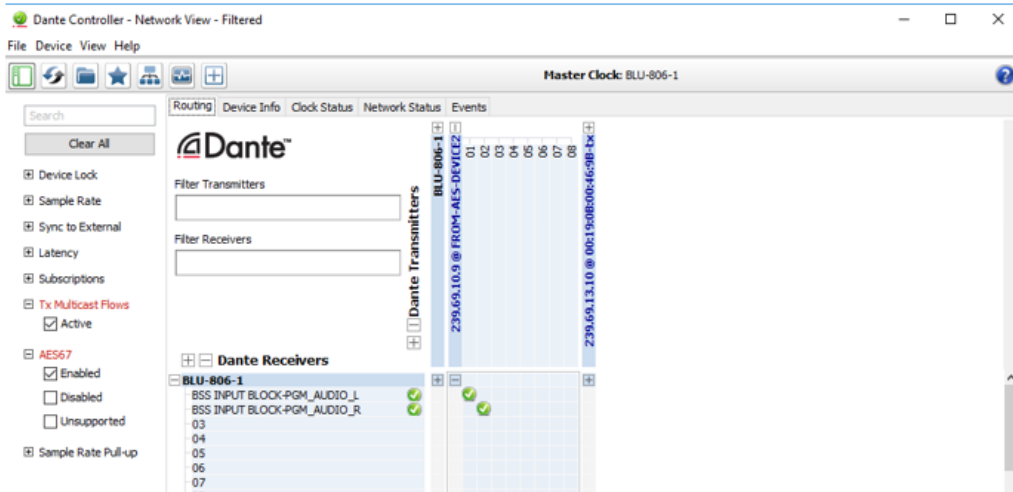 Dante Controller - Network View - Filtered
File Device View Help
Master Clock: BLU-806-1
Search
Clear All
Device Lock
Sample Rate
Sync to External
Latency
Subscriptions
Tx Multicast Flows
Active
AES67
Enabled
Disabled
Unsupported
Sample Rate Pull-up
Routing Device Info Clock Status Network Status Events
Dante™
Filter Transmitters
Filter Receivers
Dante Transmitters
BLU-806-1
239.69.10.9 @ FROM-AES-DEVICE2
01
02
03
04
05
06
07
08
239.69.13.10 @ 00:19:0B:00:46:9B-tx
Dante Receivers
BLU-806-1
BSS INPUT BLOCK-PGM_AUDIO_L
BSS INPUT BLOCK-PGM_AUDIO_R
03
04
05
06
07